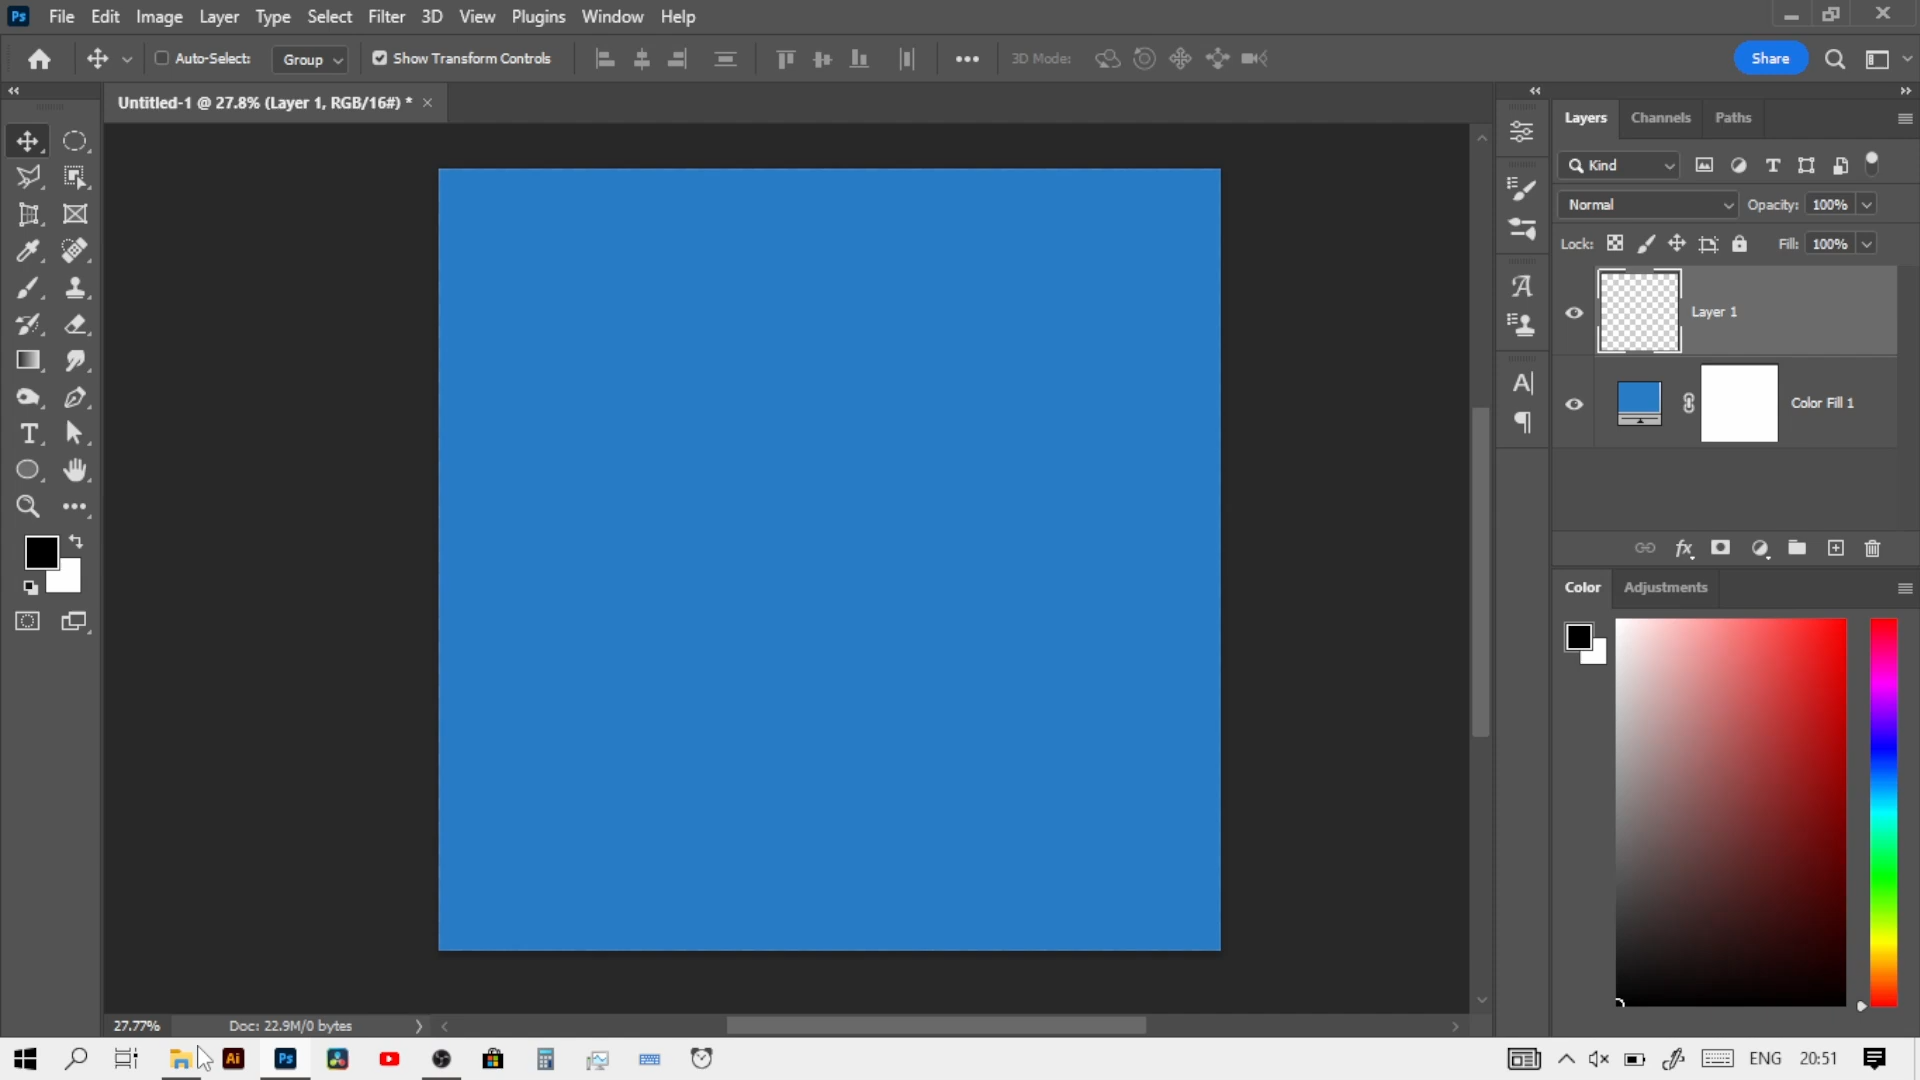 Ps File Edit Image Layer Type Select Filter 3D View Plugins Window Help
Auto-Select: Group Show Transform Controls 3D Mode: Share
Untitled-1 @ 27.8% (Layer 1, RGB/16#) *
Layers Channels Paths
Kind
Normal Opacity: 100%
Lock: Fill: 100%
Layer 1
Color Fill 1
fx
Color Adjustments
27.77% Doc: 22.9M/0 bytes
Ai Ps ENG 20:51